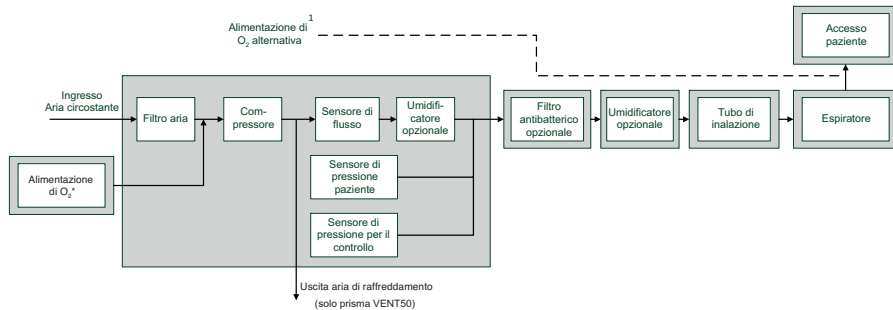 Alimentazione di 1
O2 alternativa
Accesso
paziente
Ingresso
Aria circostante
Filtro aria
Com-
pressore
Sensore di
flusso
Umidifi-
catore
opzionale
Filtro
antibatterico
opzionale
Umidificatore
opzionale
Tubo di
inalazione
Espiratore
Alimentazione
di O2*
Sensore di
pressione
paziente
Sensore di
pressione per il
controllo
Uscita aria di raffreddamento
(solo prisma VENT50)